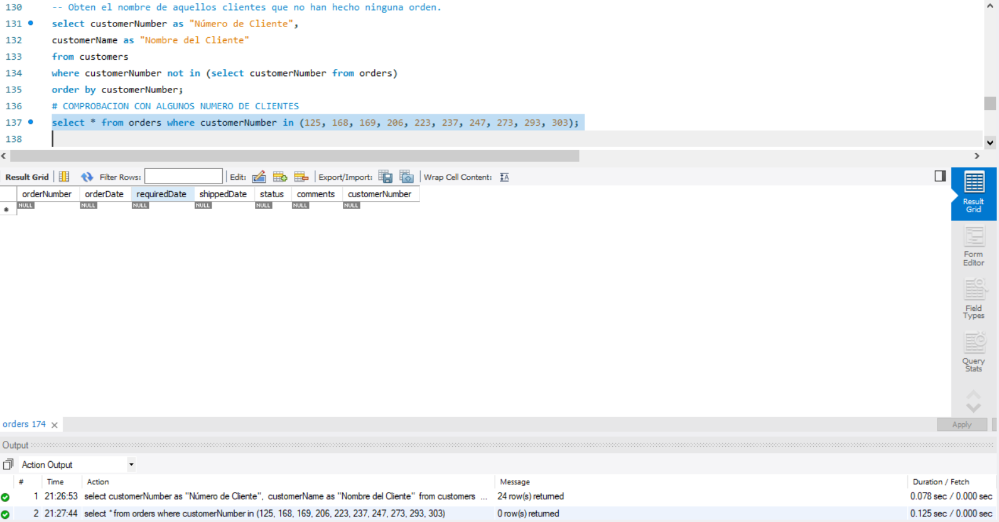 130 -- Obten el nombre de aquellos clientes que no han hecho ninguna orden.
131 select customerNumber as "Número de Cliente",
132 customerName as "Nombre del Cliente"
133 from customers
134 where customerNumber not in (select customerNumber from orders)
135 order by customerNumber;
136 # COMPROBACION CON ALGUNOS NUMERO DE CLIENTES
137 select * from orders where customerNumber in (125, 168, 169, 206, 223, 237, 247, 273, 293, 303);
138
Result Grid Filter Rows: Edit: Export/Import: Wrap Cell Content:
orderNumber orderDate requiredDate shippedDate status comments customerNumber
NULL NULL NULL NULL NULL NULL NULL
Result
Grid
Form
Editor
Field
Types
Query
Stats
orders 174
Apply
Output
Action Output
# Time Action Message Duration / Fetch
1 21:26:53 select customerNumber as "Número de Cliente", customerName as "Nombre del Cliente" from customers ... 24 row(s) returned 0.078 sec / 0.000 sec
2 21:27:44 select * from orders where customerNumber in (125, 168, 169, 206, 223, 237, 247, 273, 293, 303) 0 row(s) returned 0.125 sec / 0.000 sec